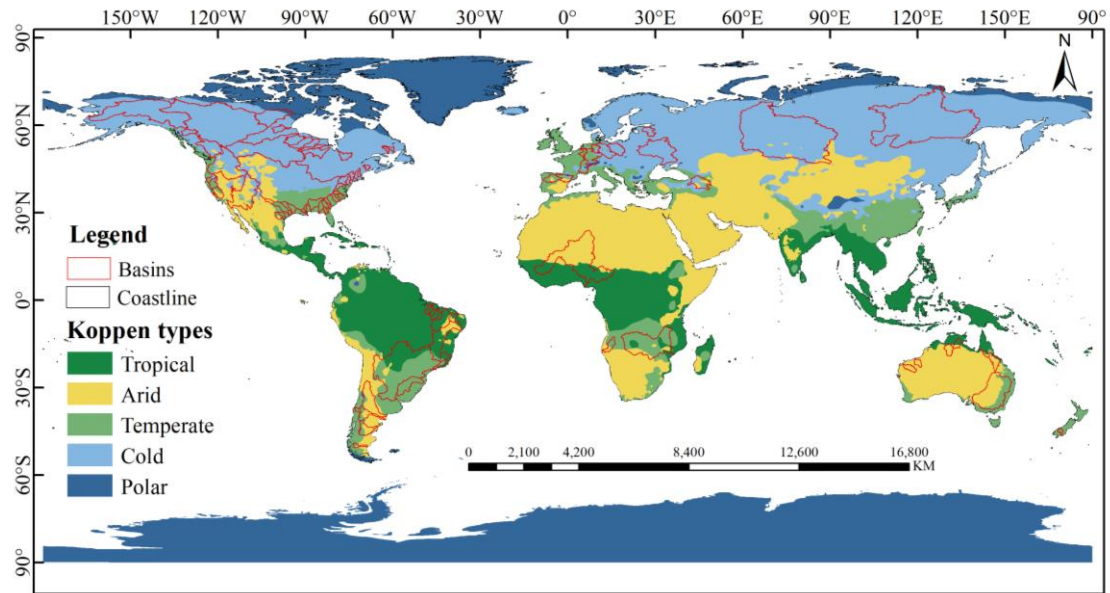 150°W 120°W 90°W 60°W 30°W 0° 30°E 60°E 90°E 120°E 150°E 90°
90°
N
60°N
30°N
0°
30°S
60°S
90°
Legend
Basins
Coastline
Koppen types
Tropical
Arid
Temperate
Cold
Polar
0 2,100 4,200 8,400 12,600 16,800
KM